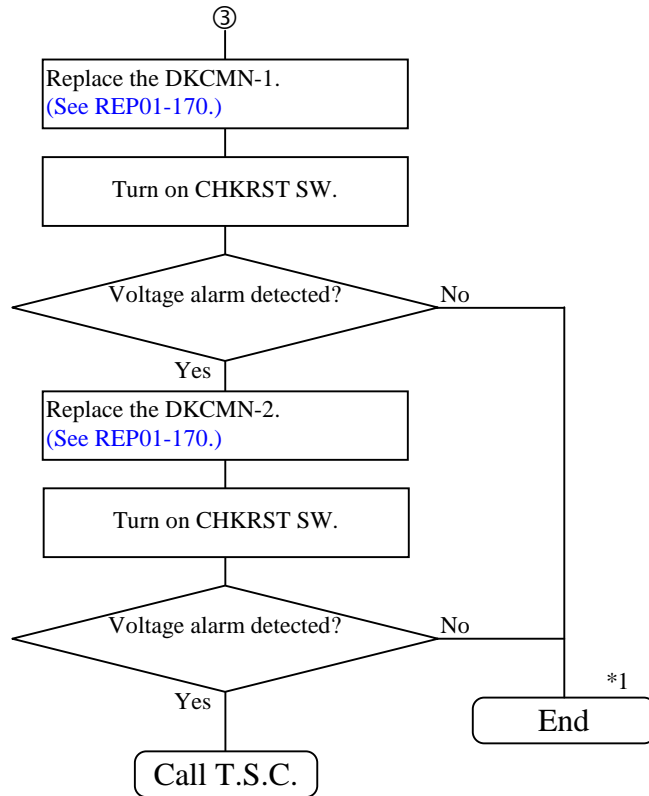 ③
Replace the DKCMN-1.
(See REP01-170.)
Turn on CHKRST SW.
Voltage alarm detected?
No
Yes
Replace the DKCMN-2.
(See REP01-170.)
Turn on CHKRST SW.
Voltage alarm detected?
No
Yes
*1
End
Call T.S.C.